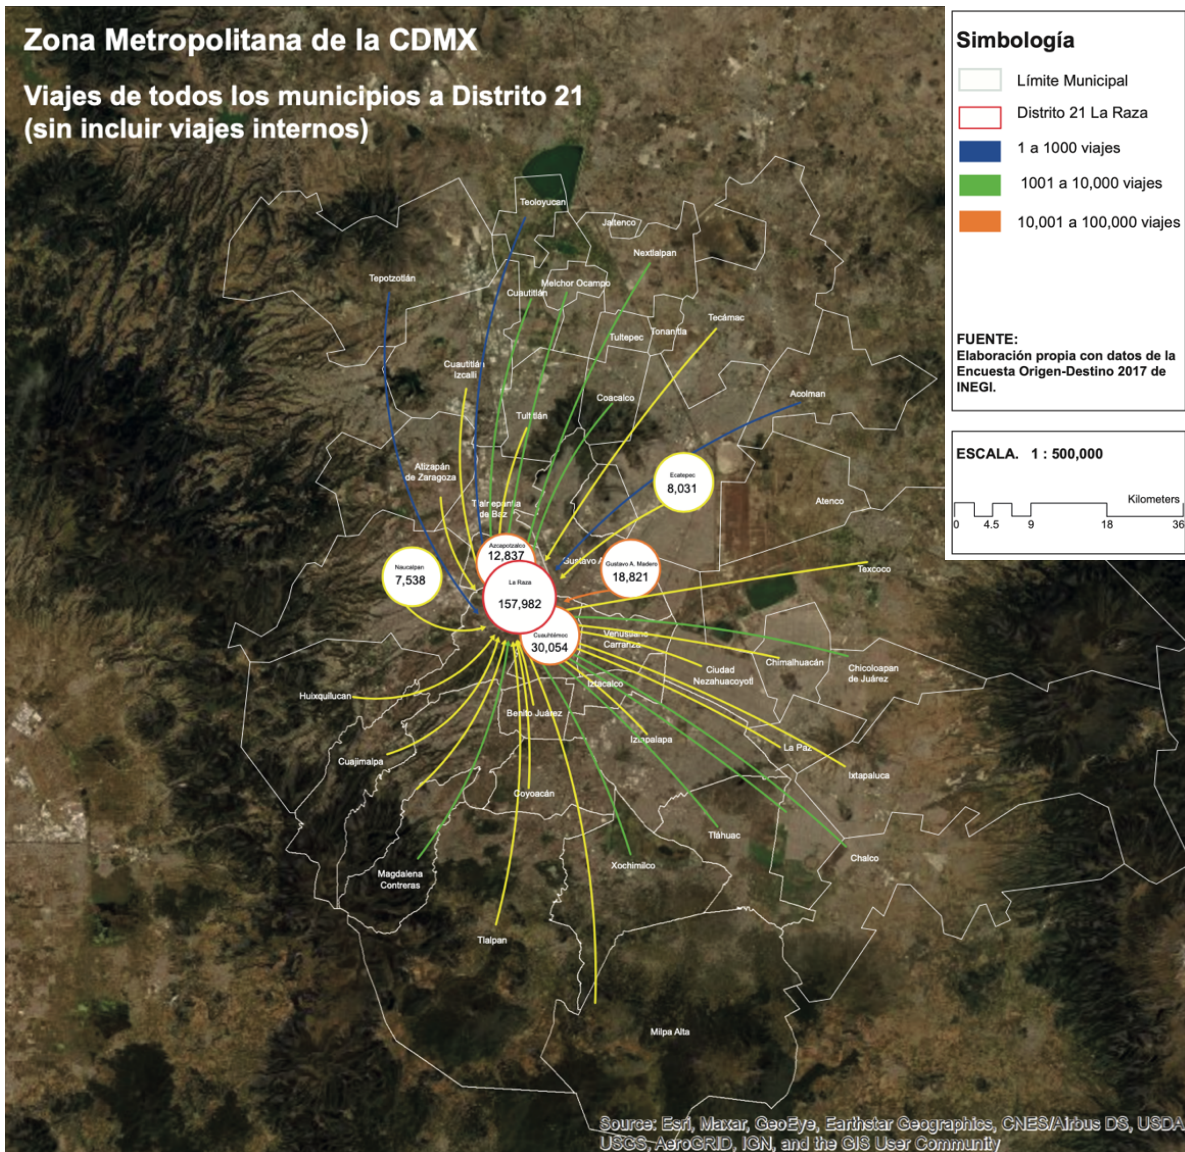 Zona Metropolitana de la CDMX
Viajes de todos los municipios a Distrito 21
(sin incluir viajes internos)
Simbología
Límite Municipal
Distrito 21 La Raza
1 a 1000 viajes
1001 a 10,000 viajes
10,001 a 100,000 viajes
FUENTE:
Elaboración propia con datos de la
Encuesta Origen-Destino 2017 de
INEGI.
ESCALA. 1 : 500,000
Kilometers
0 4.5 9 18 36
Teoloyucan
Jaltenco
Nextlalpan
Tepotzotlán
Cuautitlán
Melchor Ocampo
Tecámac
Tultepec
Tonanitla
Cuautitlán
Izcalli
Coacalco
Acolman
Tultitlán
Atizapán
de Zaragoza
Ecatepec
8,031
Tlalnepantla
de Baz
Atenco
Azcapotzalco
12,837
Gustavo A.
Gustavo A. Madero
18,821
Naucalpan
7,538
Texcoco
La Raza
157,982
Cuauhtémoc
30,054
Venustiano
Carranza
Chimalhuacán
Chicoloapan
de Juárez
Ciudad
Nezahuacoyotl
Iztacalco
Huixquilucan
Benito Juárez
Iztapalapa
La Paz
Cuajimalpa
Ixtapaluca
Coyoacán
Tláhuac
Chalco
Xochimilco
Magdalena
Contreras
Tlalpan
Milpa Alta
Source: Esri, Maxar, GeoEye, Earthstar Geographics, CNES/Airbus DS, USDA
USGS, AeroGRID, IGN, and the GIS User Community